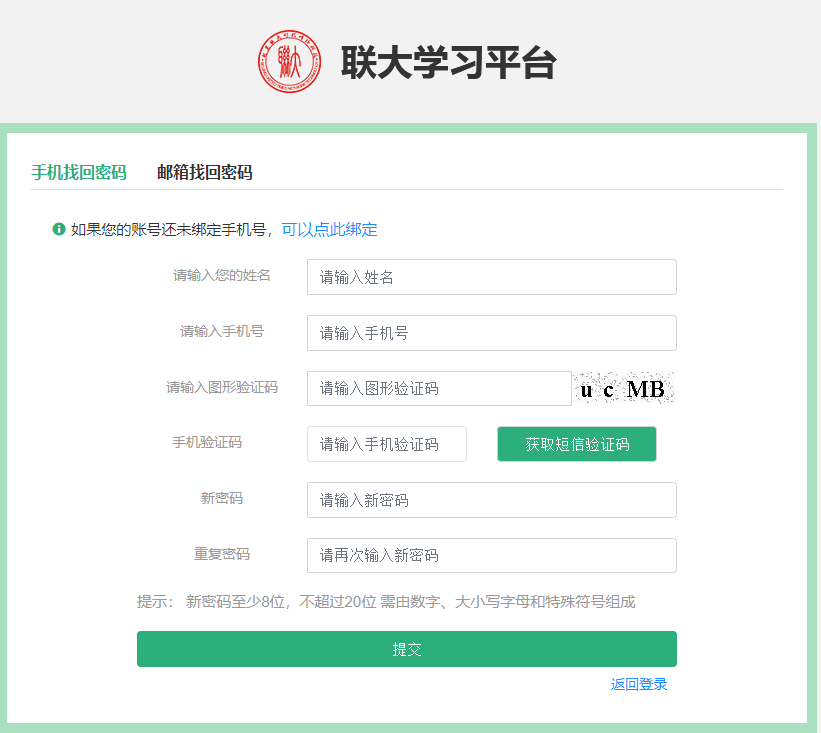 联大学习平台
手机找回密码 邮箱找回密码
如果您的账号还未绑定手机号，可以点此绑定
请输入您的姓名 请输入姓名
请输入手机号 请输入手机号
请输入图形验证码 请输入图形验证码 u c MB
手机验证码 请输入手机验证码 获取短信验证码
新密码 请输入新密码
重复密码 请再次输入新密码
提示： 新密码至少8位，不超过20位 需由数字、大小写字母和特殊符号组成
提交
返回登录